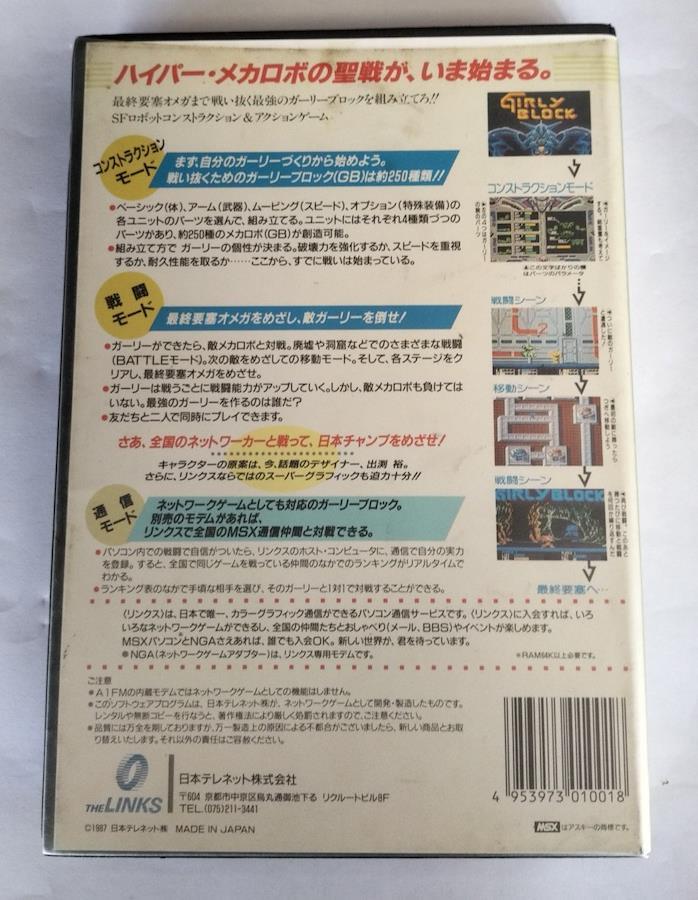 ハイパー・メカロボの聖戦が、いま始まる。
最終要塞オメガまで戦い抜く最強のガーリーブロックを組み立てろ!!
SFロボットコンストラクション&アクションゲーム
コンストラクション
モード
まず、自分のガーリーづくりから始めよう。
戦い抜くためのガーリーブロック(GB)は約250種類!!
●ベーシック(体)、アーム(武器)、ムービング(スピード)、オプション(特殊装備)の
各ユニットのパーツを選んで、組み立てる。ユニットにはそれぞれ4種類づつの
パーツがあり、約250種のメカロボ(GB)が創造可能。
●組み立て方で ガーリーの個性が決まる。破壊力を強化するか、スピードを重視
するか、耐久性能を取るか……ここから、すでに戦いは始まっている。
戦闘
モード
最終要塞オメガをめざし、敵ガーリーを倒せ!
●ガーリーができたら、敵メカロボと対戦。廃墟や洞窟などでのさまざまな戦闘
(BATTLEモード)。次の敵をめざしての移動モード。そして、各ステージをク
リアし、最終要塞オメガをめざせ。
●ガーリーは戦うごとに戦闘能力がアップしていく。しかし、敵メカロボも負けては
いない。最強のガーリーを作るのは誰だ?
●友だちと二人で同時にプレイできます。
さあ、全国のネットワーカーと戦って、日本チャンプをめざせ!
キャラクターの原案は、今、話題のデザイナー、出渕 裕。
さらに、リンクスならではのスーパーグラフィックも迫力十分!!
通信
モード
ネットワークゲームとしても対応のガーリーブロック。
別売のモデムがあれば、
リンクスで全国のMSX通信仲間と対戦できる。
●パソコン内での戦闘で自信がついたら、リンクスのホスト・コンピュータに、通信で自分の実力
を登録。すると、全国で同じゲームを戦っている仲間のなかでのランキングがリアルタイムで
わかる。
●ランキング表のなかで手頃な相手を選び、そのガーリーと1対1で対戦することができる。
GIRLY
BLOCK
コンストラクションモード
▲この文字ばかりの欄
はパーツのパラメータ
戦闘シーン
移動シーン
戦闘シーン
GIRLY BLOCK
最終要塞へ…
〈リンクス〉は、日本で唯一、カラーグラフィック通信ができるパソコン通信サービスです。〈リンクス〉に入会すれば、いろ
いろなネットワークゲームができるし、全国の仲間たちとおしゃべり(メール、BBS)やイベントが楽しめます。
MSXパソコンとNGAさえあれば、誰でも入会OK。新しい世界が、君を待っています。
●NGA(ネットワークゲームアダプター)は、リンクス専用モデムです。
*RAM64K以上必要です。
ご注意
●A1FMの内蔵モデムではネットワークゲームとしての機能はしません。
●このソフトウェアプログラムは、日本テレネット㈱が、ネットワークゲームとして開発・製造したものです。
レンタルや無断コピーを行なうと、著作権法により厳しく処罰されますので、ご注意ください。
●品質には万全を期しておりますが、万一製造上の原因による不都合がございましたら、新しい商品とお取
り替えいたします。それ以外の責任はご容赦ください。
THE LINKS
日本テレネット株式会社
〒604 京都市中京区烏丸通御池下る リクルートビル8F
TEL.(075)211-3441
©1987 日本テレネット㈱ MADE IN JAPAN
4 953973 010018
MSXはアスキーの商標です。